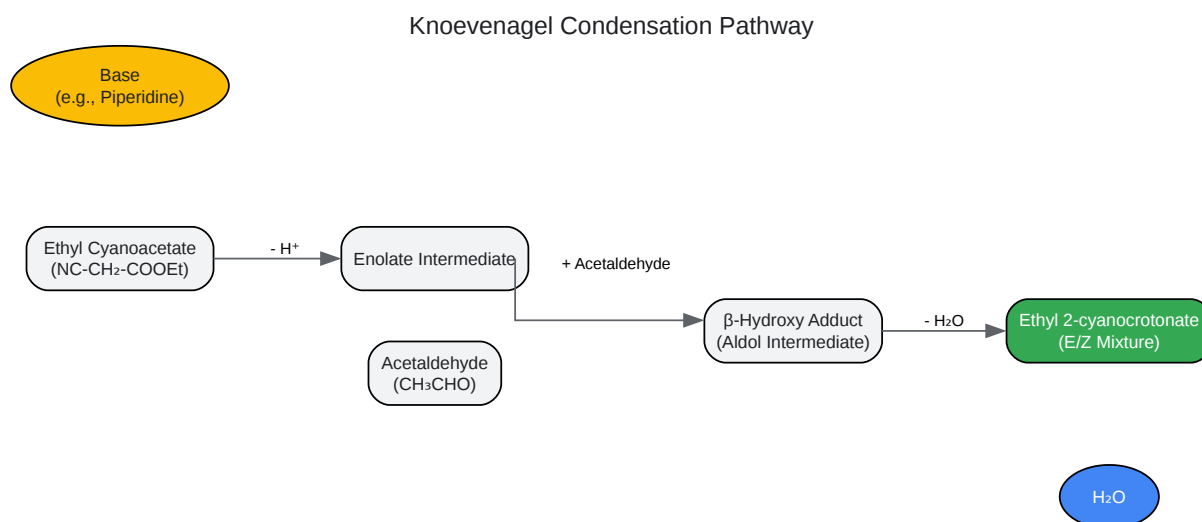 Knoevenagel Condensation Pathway
Base
(e.g., Piperidine)
Ethyl Cyanoacetate
(NC-CH₂-COOEt)
- H⁺
Enolate Intermediate
+ Acetaldehyde
Acetaldehyde
(CH₃CHO)
β-Hydroxy Adduct
(Aldol Intermediate)
- H₂O
Ethyl 2-cyanocrotonate
(E/Z Mixture)
H₂O